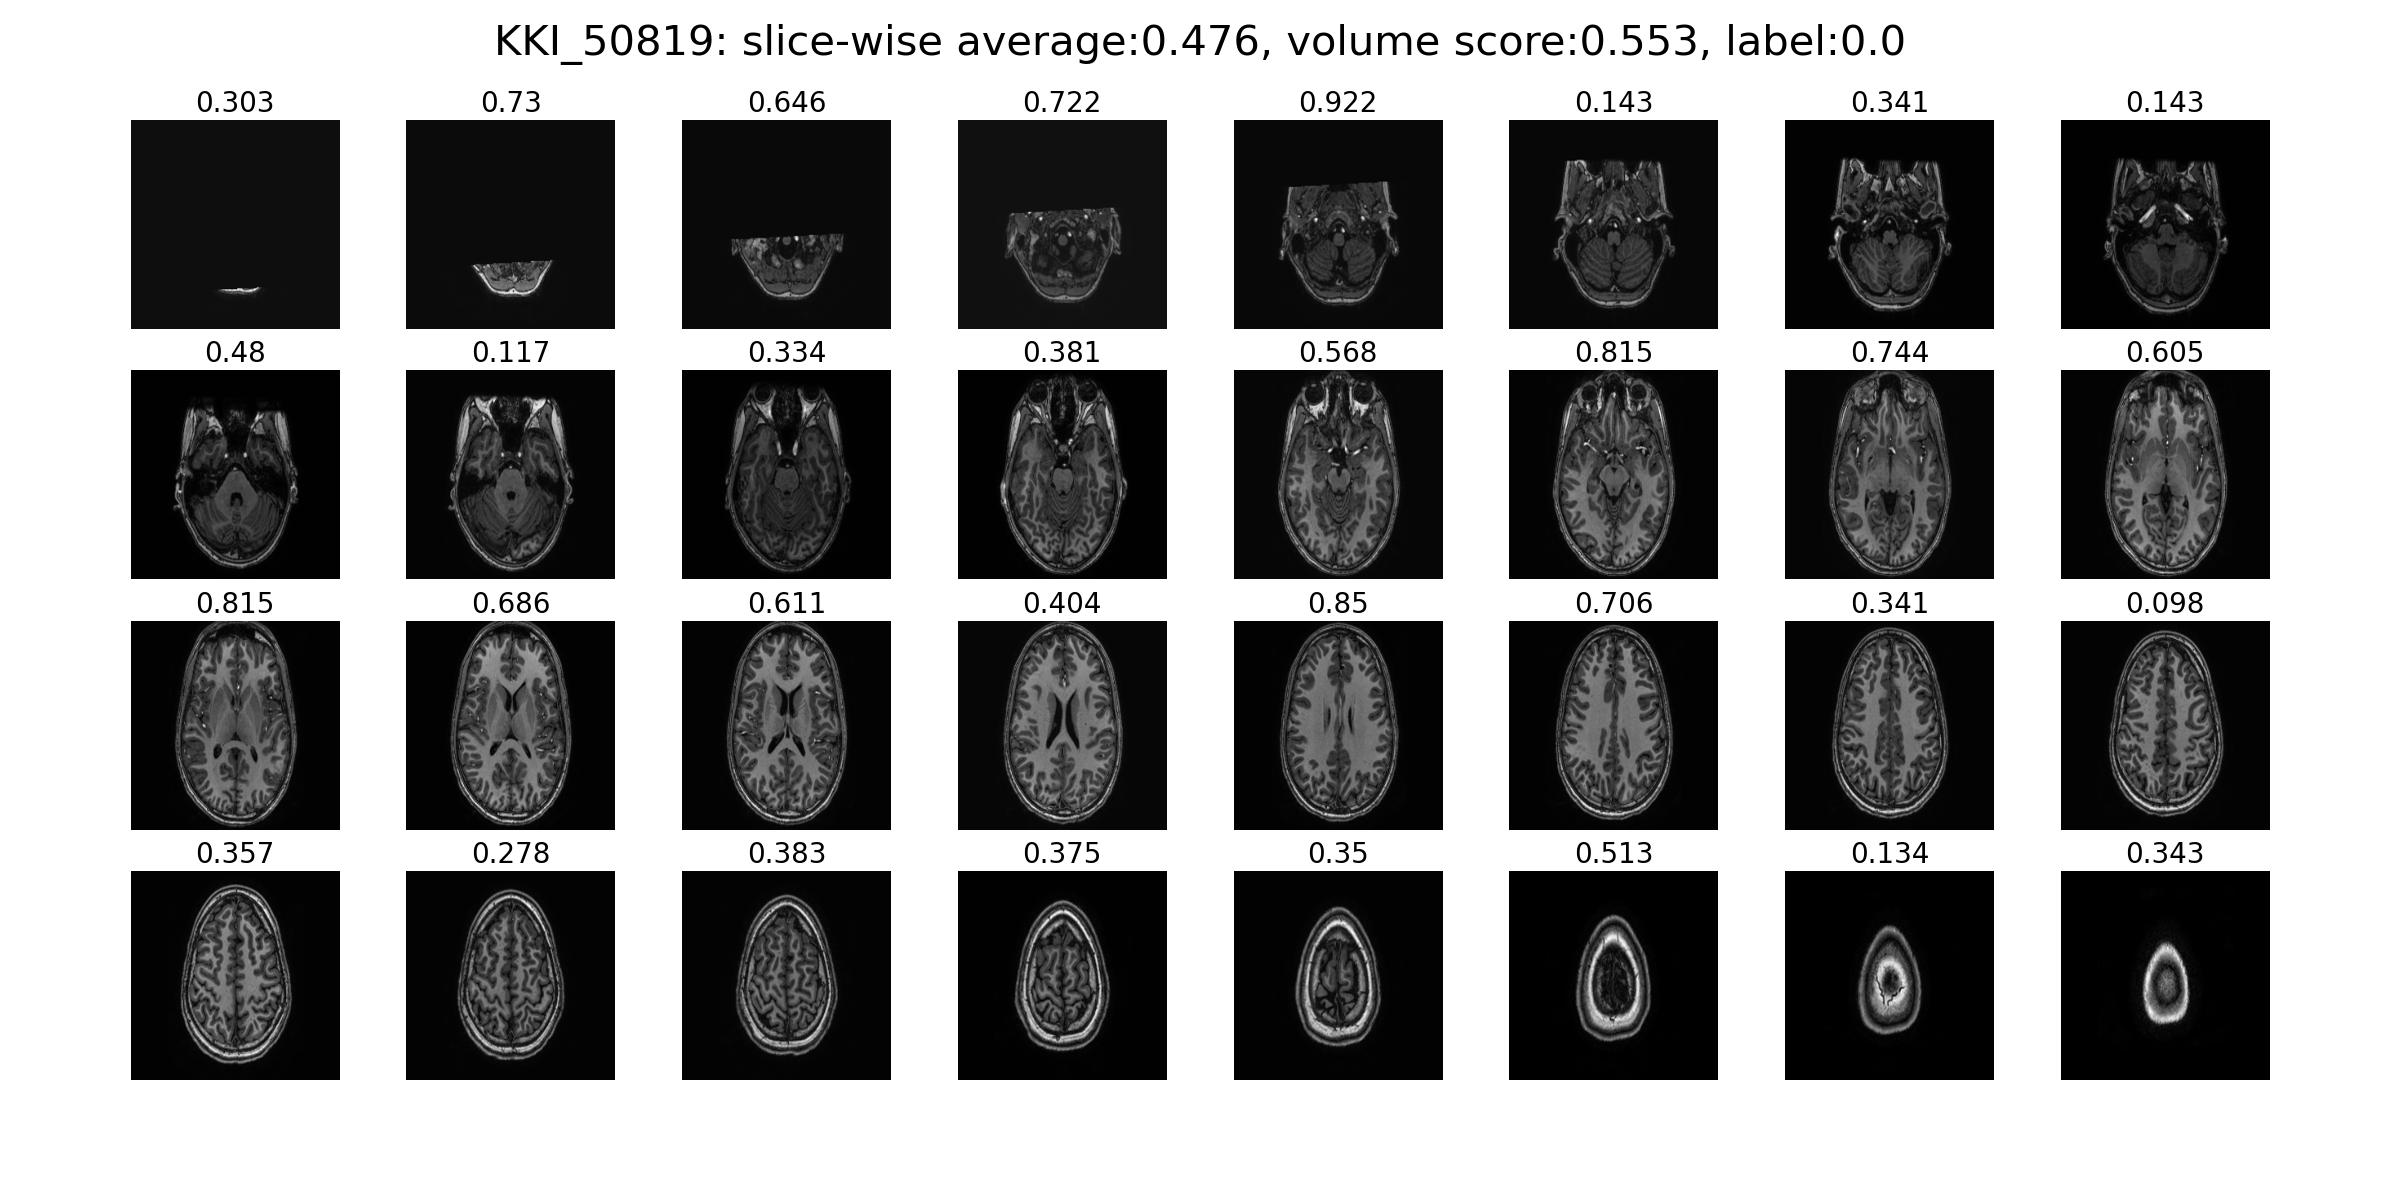 KKI_50819: slice-wise average:0.476, volume score:0.553, label:0.0
0.303 0.73 0.646 0.722 0.922 0.143 0.341 0.143
0.48 0.117 0.334 0.381 0.568 0.815 0.744 0.605
0.815 0.686 0.611 0.404 0.85 0.706 0.341 0.098
0.357 0.278 0.383 0.375 0.35 0.513 0.134 0.343